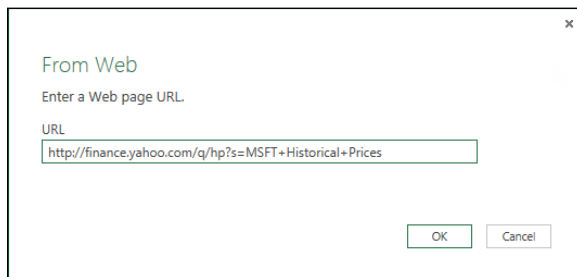 From Web
Enter a Web page URL.
URL
http://finance.yahoo.com/q/hp?s=MSFT+Historical+Prices
OK Cancel